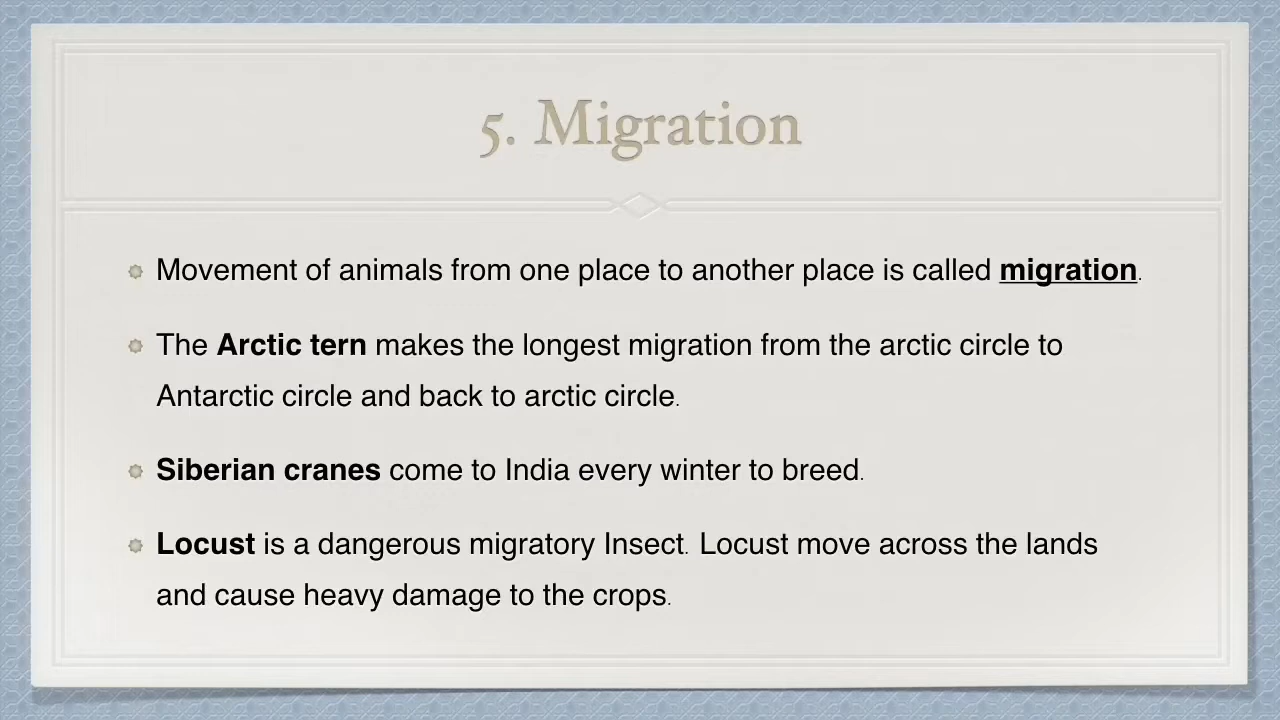 5. Migration
Movement of animals from one place to another place is called migration.
The Arctic tern makes the longest migration from the arctic circle to
Antarctic circle and back to arctic circle.
Siberian cranes come to India every winter to breed.
Locust is a dangerous migratory Insect. Locust move across the lands
and cause heavy damage to the crops.